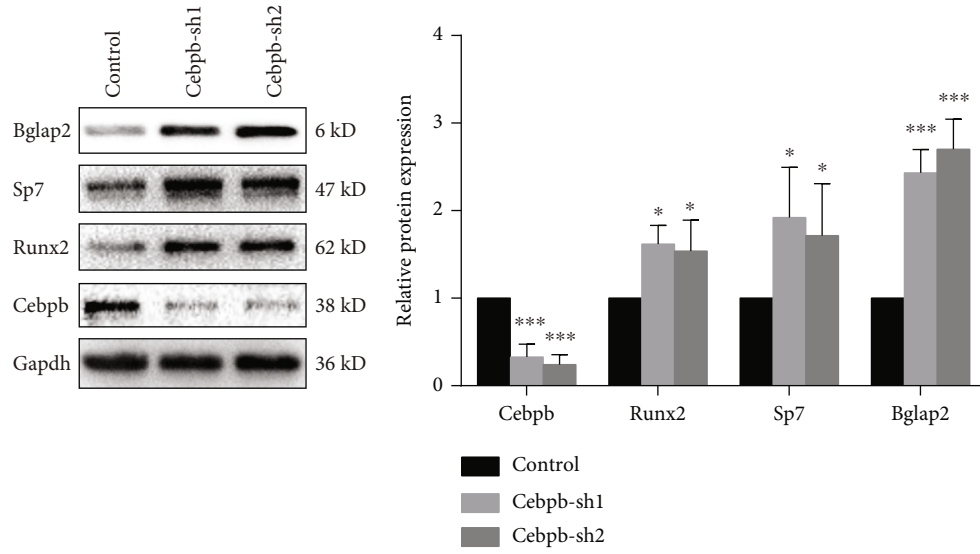 Control
Cebpb-sh1
Cebpb-sh2
Bglap2
6 kD
Sp7
47 kD
Runx2
62 kD
Cebpb
38 kD
Gapdh
36 kD
Relative protein expression
4
3
2
1
0
***
***
*
*
*
*
***
***
Cebpb
Runx2
Sp7
Bglap2
Control
Cebpb-sh1
Cebpb-sh2